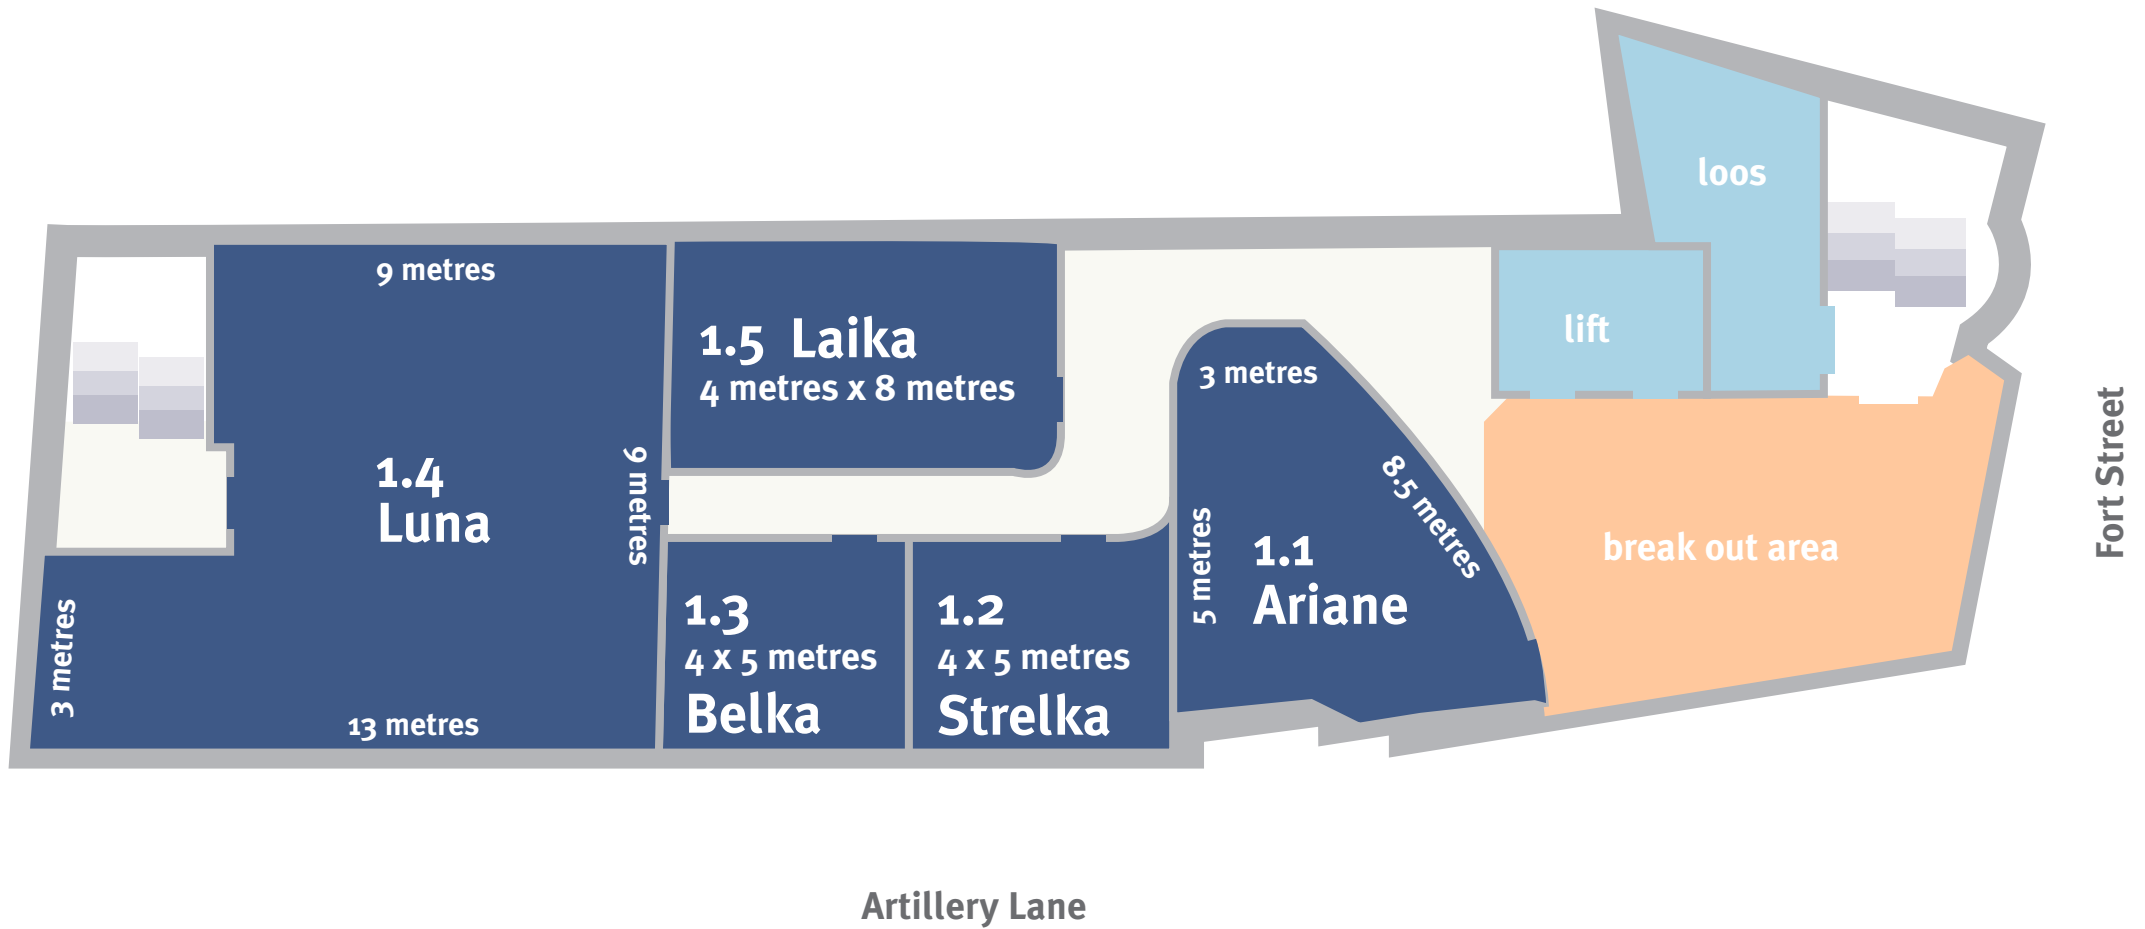 loos
lift
9 metres
1.5 Laika
4 metres x 8 metres
3 metres
1.4
Luna
9 metres
8.5 metres
5 metres
1.1
Ariane
break out area
Fort Street
3 metres
13 metres
1.3
4 x 5 metres
Belka
1.2
4 x 5 metres
Strelka
Artillery Lane